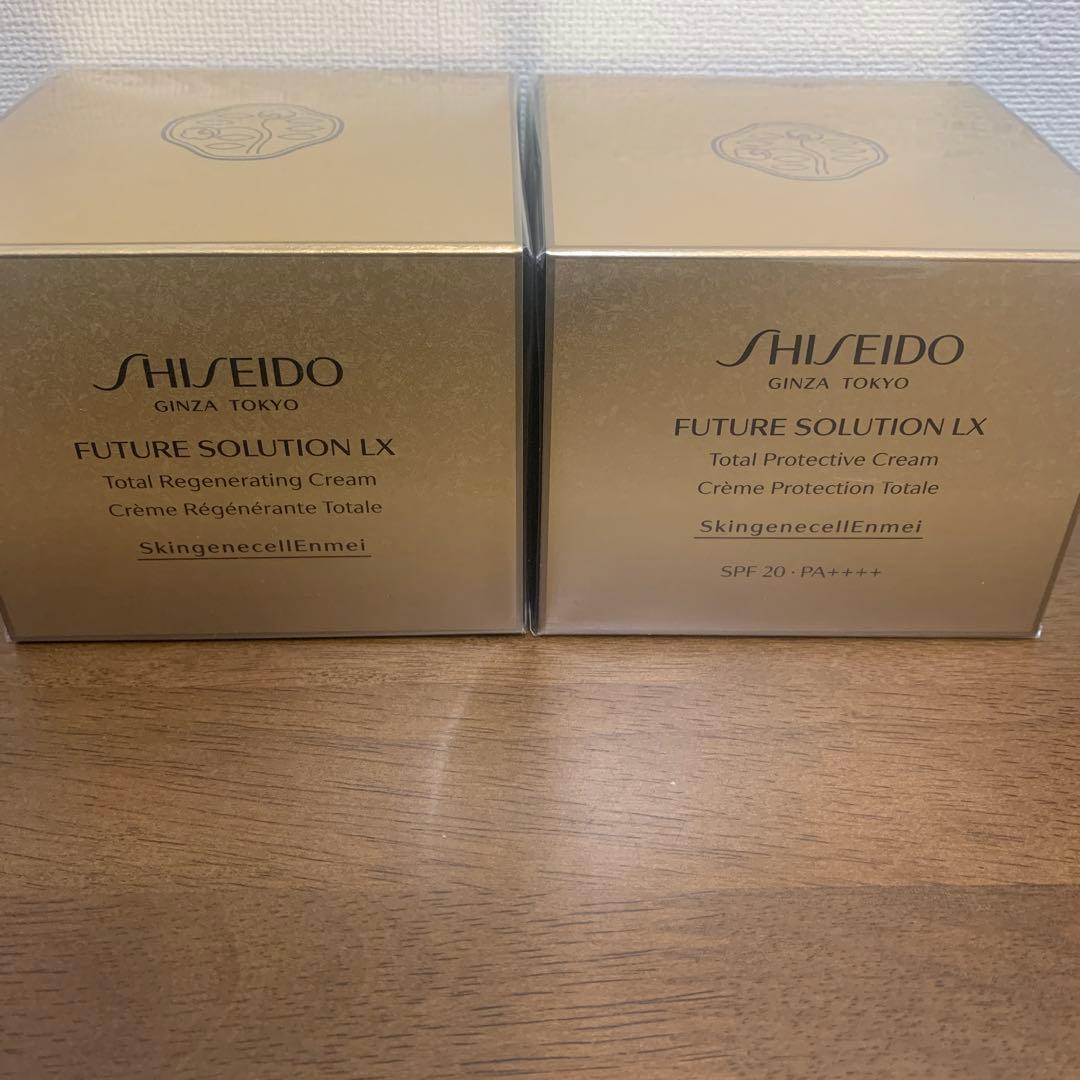 SHISEIDO
GINZA TOKYO
FUTURE SOLUTION LX
Total Regenerating Cream
Crème Régénérante Totale
SkingenecellEnmei
SHISEIDO
GINZA TOKYO
FUTURE SOLUTION LX
Total Protective Cream
Crème Protection Totale
SkingenecellEnmei
SPF 20 · PA++++